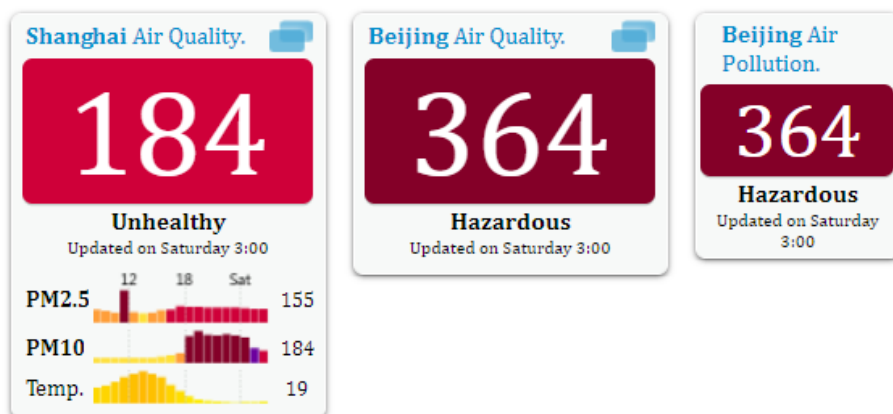 Shanghai Air Quality.
184
Unhealthy
Updated on Saturday 3:00
12 18 Sat
PM2.5 155
PM10 184
Temp. 19
Beijing Air Quality.
364
Hazardous
Updated on Saturday 3:00
Beijing Air
Pollution.
364
Hazardous
Updated on Saturday
3:00